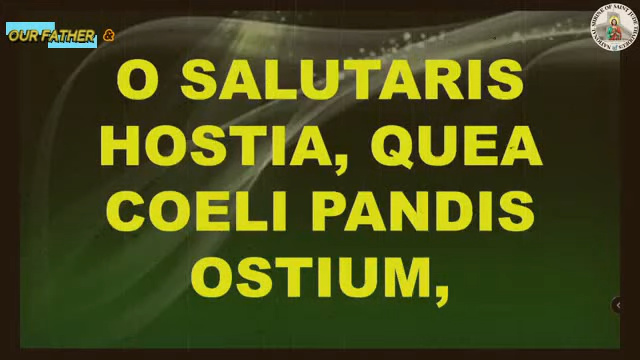 OUR FATHER &
O SALUTARIS
HOSTIA, QUEA
COELI PANDIS
OSTIUM,